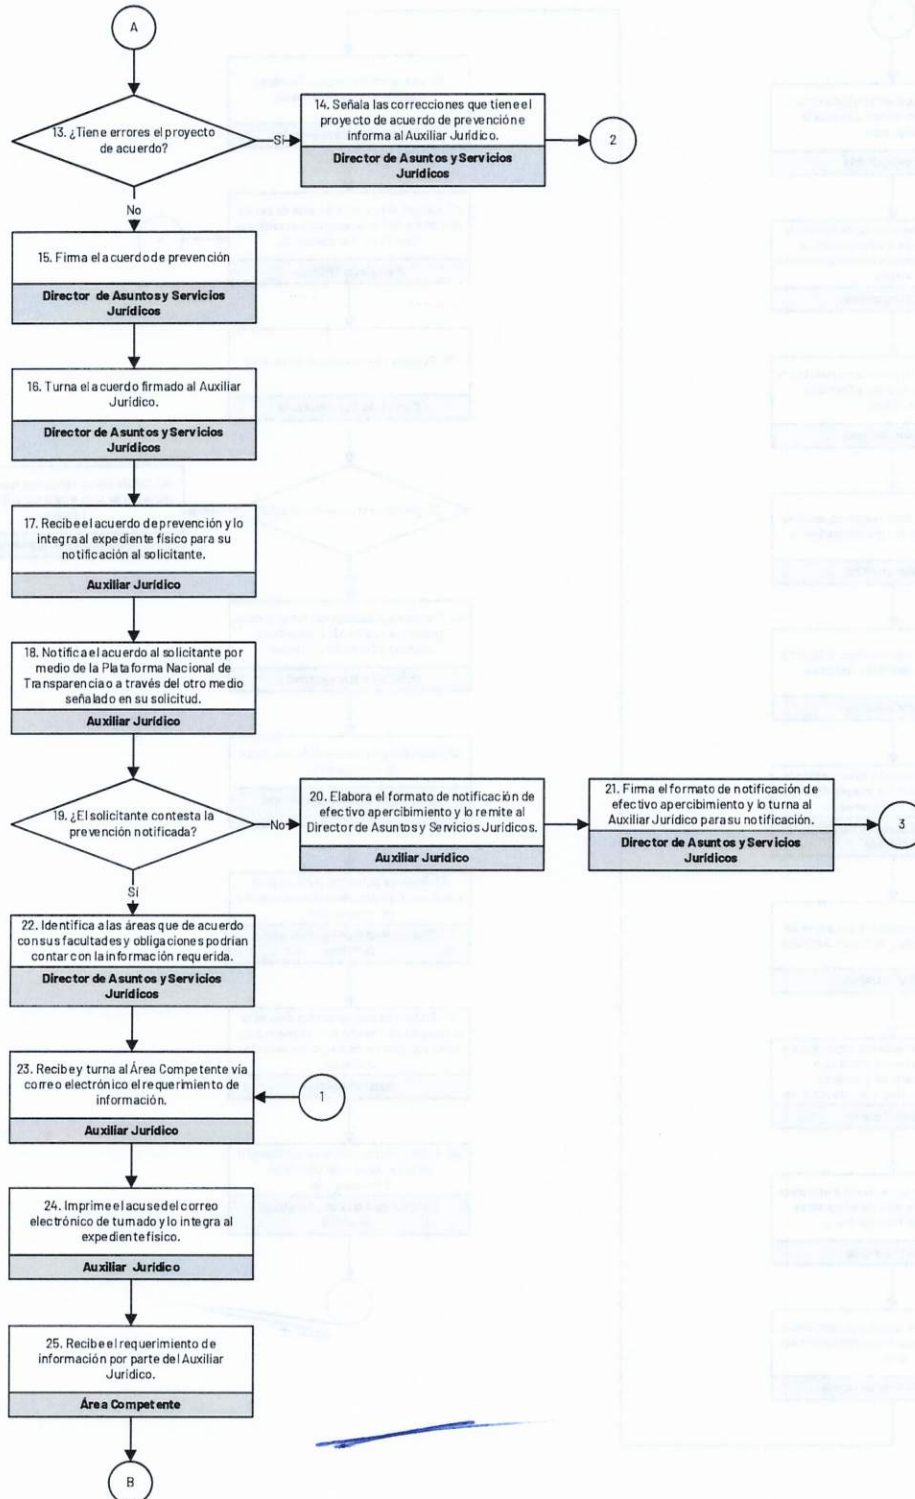 A
13. ¿Tiene errores el proyecto
de acuerdo?
Sí
14. Señala las correcciones que tiene el
proyecto de acuerdo de prevención e
informa al Auxiliar Jurídico.
Director de Asuntos y Servicios
Jurídicos
2
No
15. Firma el acuerdo de prevención
Director de Asuntos y Servicios
Jurídicos
16. Turna el acuerdo firmado al Auxiliar
Jurídico.
Director de Asuntos y Servicios
Jurídicos
17. Recibe el acuerdo de prevención y lo
integra al expediente físico para su
notificación al solicitante.
Auxiliar Jurídico
18. Notifica el acuerdo al solicitante por
medio de la Plataforma Nacional de
Transparencia o a través del otro medio
señalado en su solicitud.
Auxiliar Jurídico
19. ¿El solicitante contesta la
prevención notificada?
No
20. Elabora el formato de notificación de
efectivo apercibimiento y lo remite al
Director de Asuntos y Servicios Jurídicos.
Auxiliar Jurídico
21. Firma el formato de notificación de
efectivo apercibimiento y lo turna al
Auxiliar Jurídico para su notificación.
Director de Asuntos y Servicios
Jurídicos
3
Sí
22. Identifica a las áreas que de acuerdo
con sus facultades y obligaciones podrían
contar con la información requerida.
Director de Asuntos y Servicios
Jurídicos
23. Recibe y turna al Área Competente vía
correo electrónico el requerimiento de
información.
Auxiliar Jurídico
1
24. Imprime el acuse del correo
electrónico de turnado y lo integra al
expediente físico.
Auxiliar Jurídico
25. Recibe el requerimiento de
información por parte del Auxiliar
Jurídico.
Área Competente
B